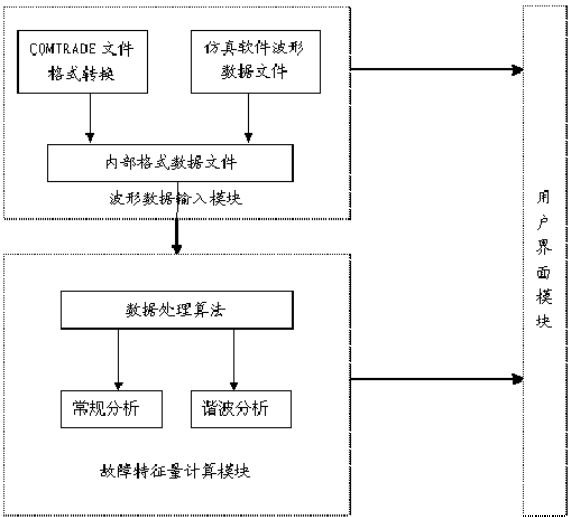 COMTRADE 文件
格式转换
仿真软件波形
数据文件
内部格式数据文件
波形数据输入模块
数据处理算法
常规分析
谐波分析
故障特征量计算模块
用户界面模块